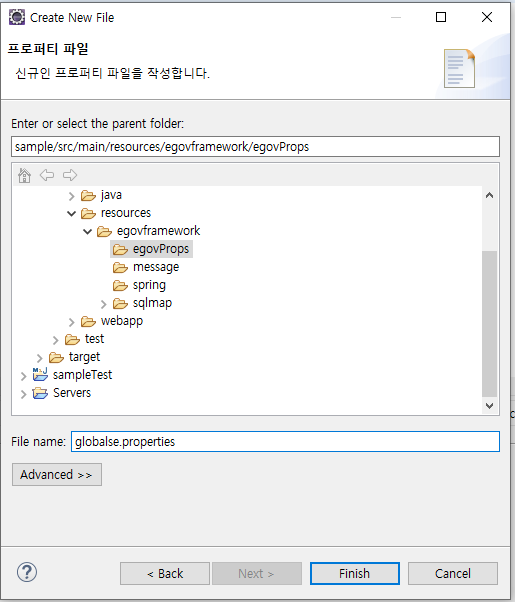 Create New File
프로퍼티 파일
신규인 프로퍼티 파일을 작성합니다.
Enter or select the parent folder:
sample/src/main/resources/egovframework/egovProps
java
resources
egovframework
egovProps
message
spring
sqlmap
webapp
test
target
sampleTest
Servers
File name: globalse.properties
Advanced >>
? < Back Next > Finish Cancel